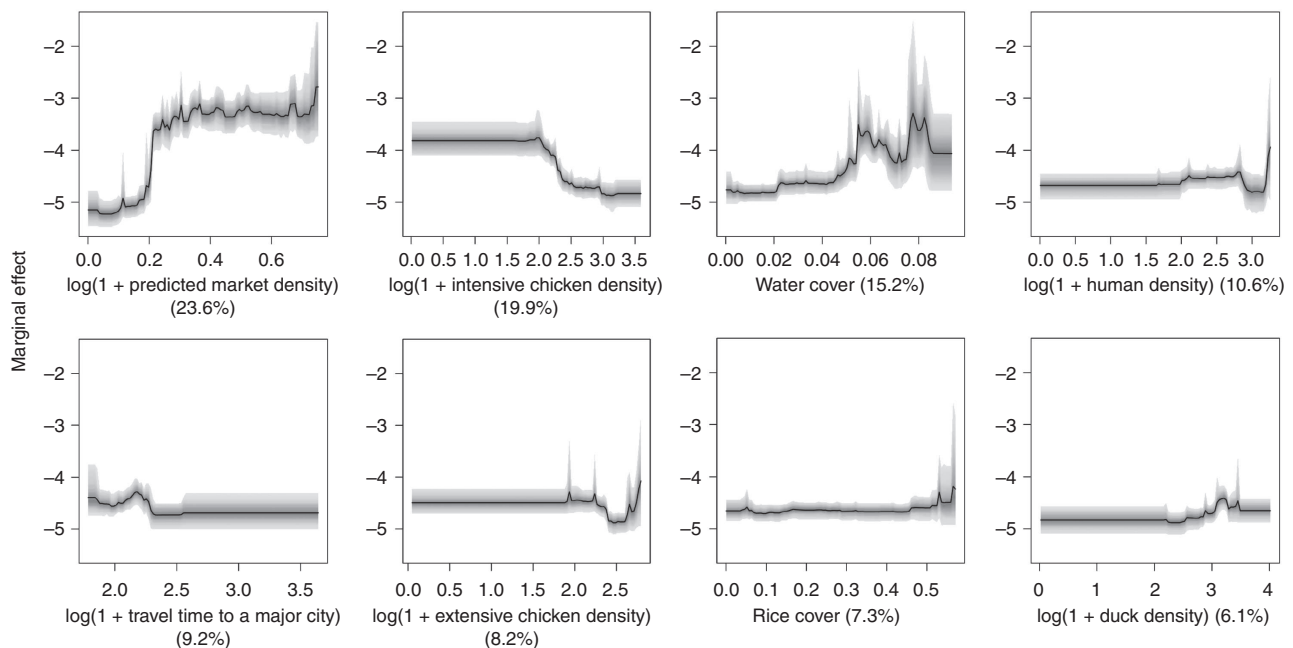 Marginal effect
−2
−3
−4
−5
0.0 0.2 0.4 0.6
log(1 + predicted market density)
(23.6%)
−2
−3
−4
−5
0.0 0.5 1.0 1.5 2.0 2.5 3.0 3.5
log(1 + intensive chicken density)
(19.9%)
−2
−3
−4
−5
0.00 0.02 0.04 0.06 0.08
Water cover (15.2%)
−2
−3
−4
−5
0.0 0.5 1.0 1.5 2.0 2.5 3.0
log(1 + human density) (10.6%)
−2
−3
−4
−5
2.0 2.5 3.0 3.5
log(1 + travel time to a major city)
(9.2%)
−2
−3
−4
−5
0.0 0.5 1.0 1.5 2.0 2.5
log(1 + extensive chicken density)
(8.2%)
−2
−3
−4
−5
0.0 0.1 0.2 0.3 0.4 0.5
Rice cover (7.3%)
−2
−3
−4
−5
0 1 2 3 4
log(1 + duck density) (6.1%)